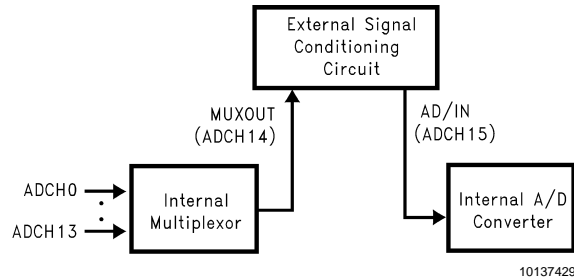 External Signal
Conditioning
Circuit
MUXOUT
(ADCH14)
AD/IN
(ADCH15)
ADCH0
ADCH13
Internal
Multiplexor
Internal A/D
Converter
10137429